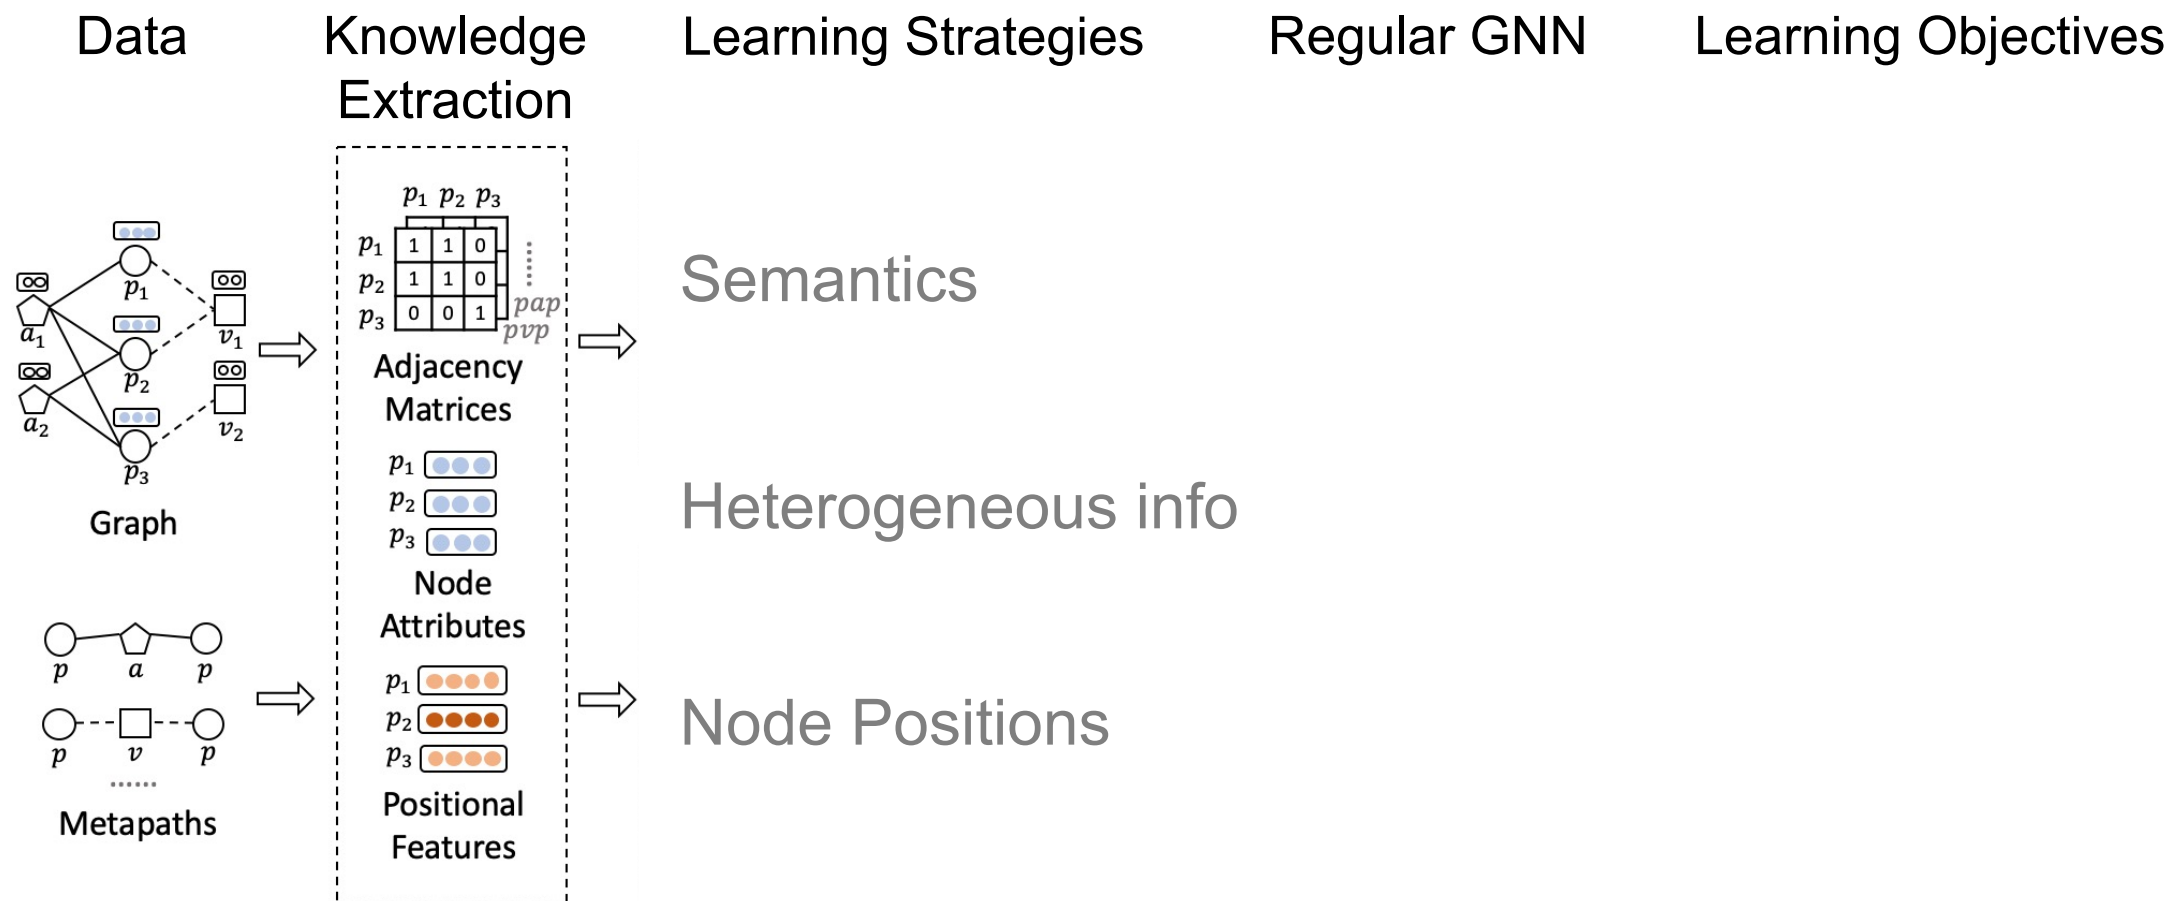 Data
Knowledge
Extraction
Learning Strategies
Regular GNN
Learning Objectives
p₁
a₁
p₂
a₂
p₃
v₁
v₂
Graph
p a p
p v p
......
Metapaths
p₁ p₂ p₃
p₁ 1 1 0
p₂ 1 1 0
p₃ 0 0 1
......
pap
pvp
Adjacency
Matrices
p₁
p₂
p₃
Node
Attributes
p₁
p₂
p₃
Positional
Features
Semantics
Heterogeneous info
Node Positions